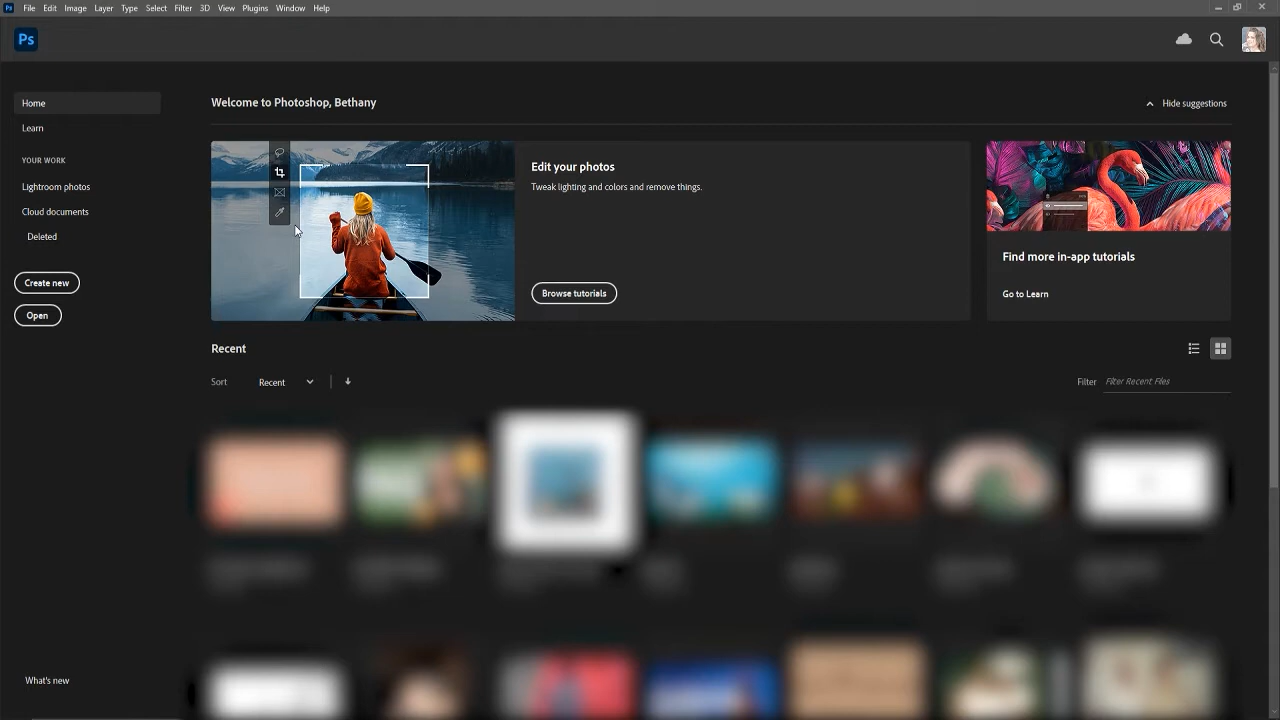 Ps File Edit Image Layer Type Select Filter 3D View Plugins Window Help
Ps
Home
Learn
YOUR WORK
Lightroom photos
Cloud documents
Deleted
Create new
Open
What's new
Welcome to Photoshop, Bethany
Hide suggestions
Edit your photos
Tweak lighting and colors and remove things.
Browse tutorials
Find more in-app tutorials
Go to Learn
Recent
Sort Recent
Filter Filter Recent Files